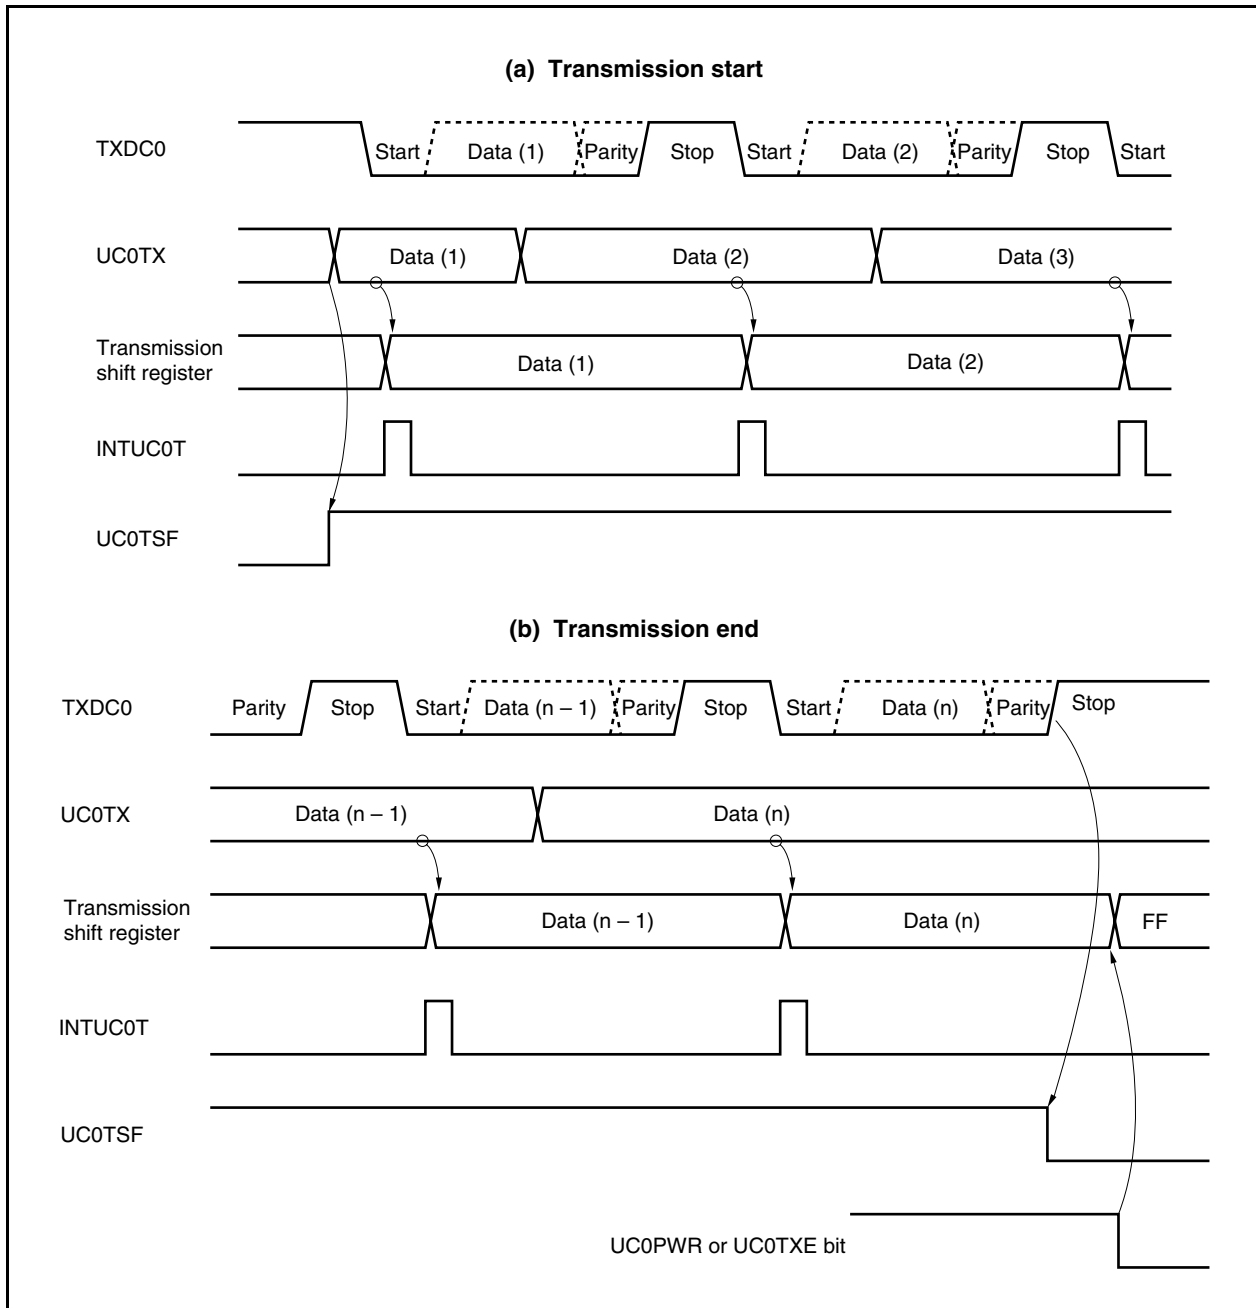 (a) Transmission start
TXDC0
Start Data (1) Parity Stop Start Data (2) Parity Stop Start
UC0TX
Data (1) Data (2) Data (3)
Transmission
shift register
Data (1) Data (2)
INTUC0T
UC0TSF
(b) Transmission end
TXDC0
Parity Stop Start Data (n – 1) Parity Stop Start Data (n) Parity Stop
UC0TX
Data (n – 1) Data (n)
Transmission
shift register
Data (n – 1) Data (n) FF
INTUC0T
UC0TSF
UC0PWR or UC0TXE bit